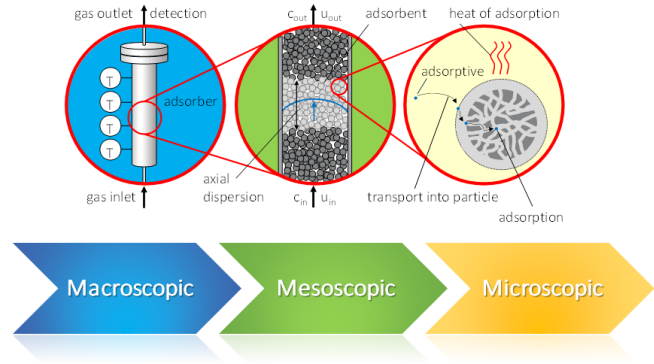 gas outlet detection
c_out u_out
adsorbent
heat of adsorption
T
T
T
T
adsorber
adsorptive
axial
dispersion
gas inlet
c_in u_in
transport into particle
adsorption
Macroscopic
Mesoscopic
Microscopic